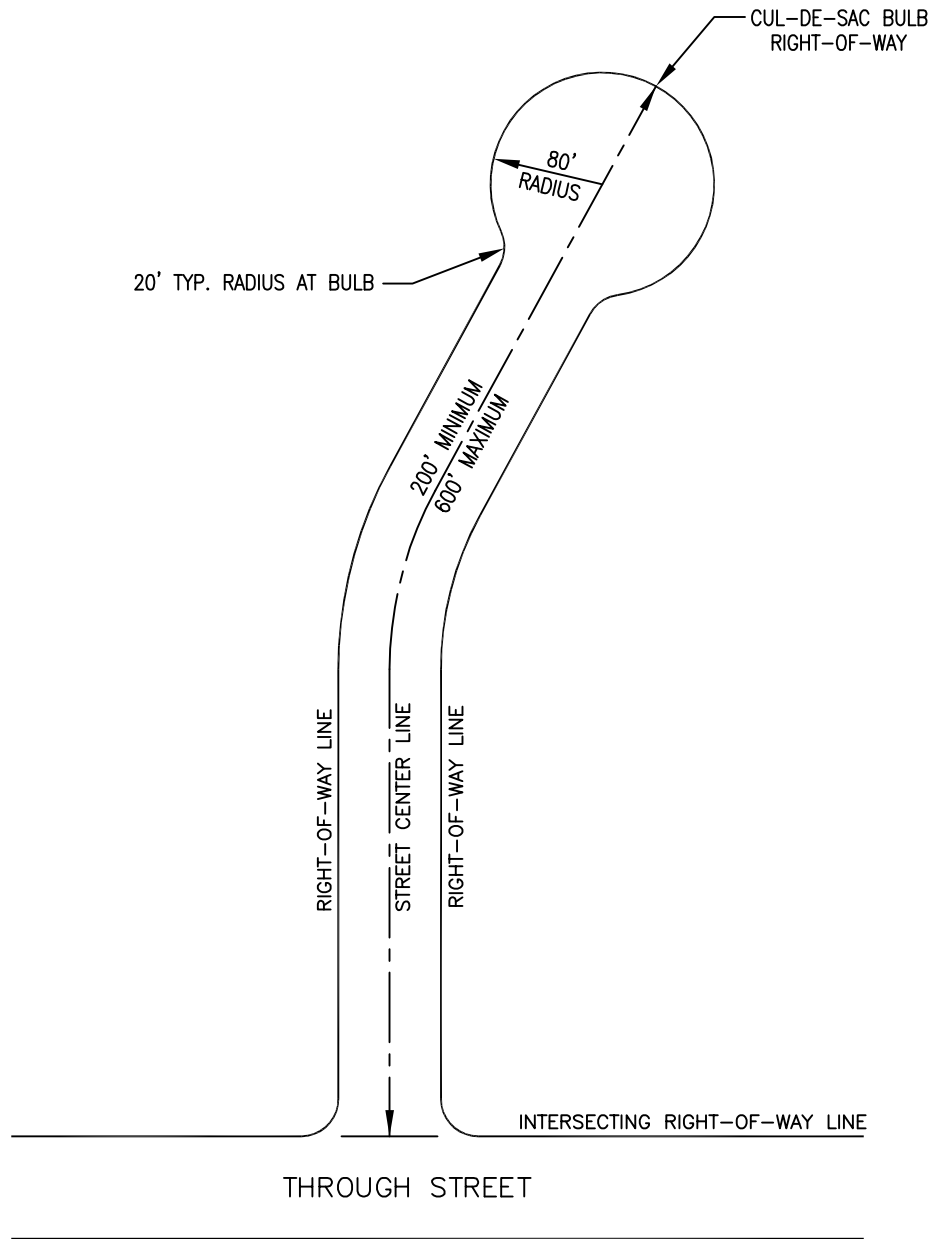 CUL-DE-SAC BULB
RIGHT-OF-WAY
80'
RADIUS
20' TYP. RADIUS AT BULB
200' MINIMUM
600' MAXIMUM
RIGHT-OF-WAY LINE
STREET CENTER LINE
RIGHT-OF-WAY LINE
INTERSECTING RIGHT-OF-WAY LINE
THROUGH STREET